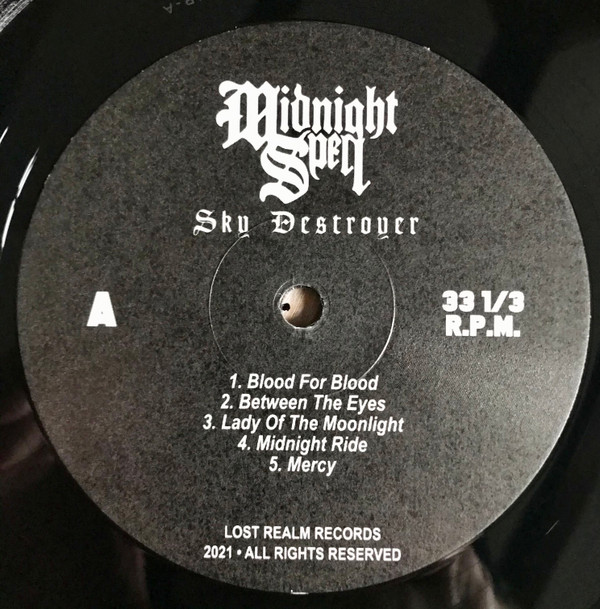 Midnight
Spell
Sky Destroyer
A
33 1/3
R.P.M.
1. Blood For Blood
2. Between The Eyes
3. Lady Of The Moonlight
4. Midnight Ride
5. Mercy
LOST REALM RECORDS
2021 • ALL RIGHTS RESERVED